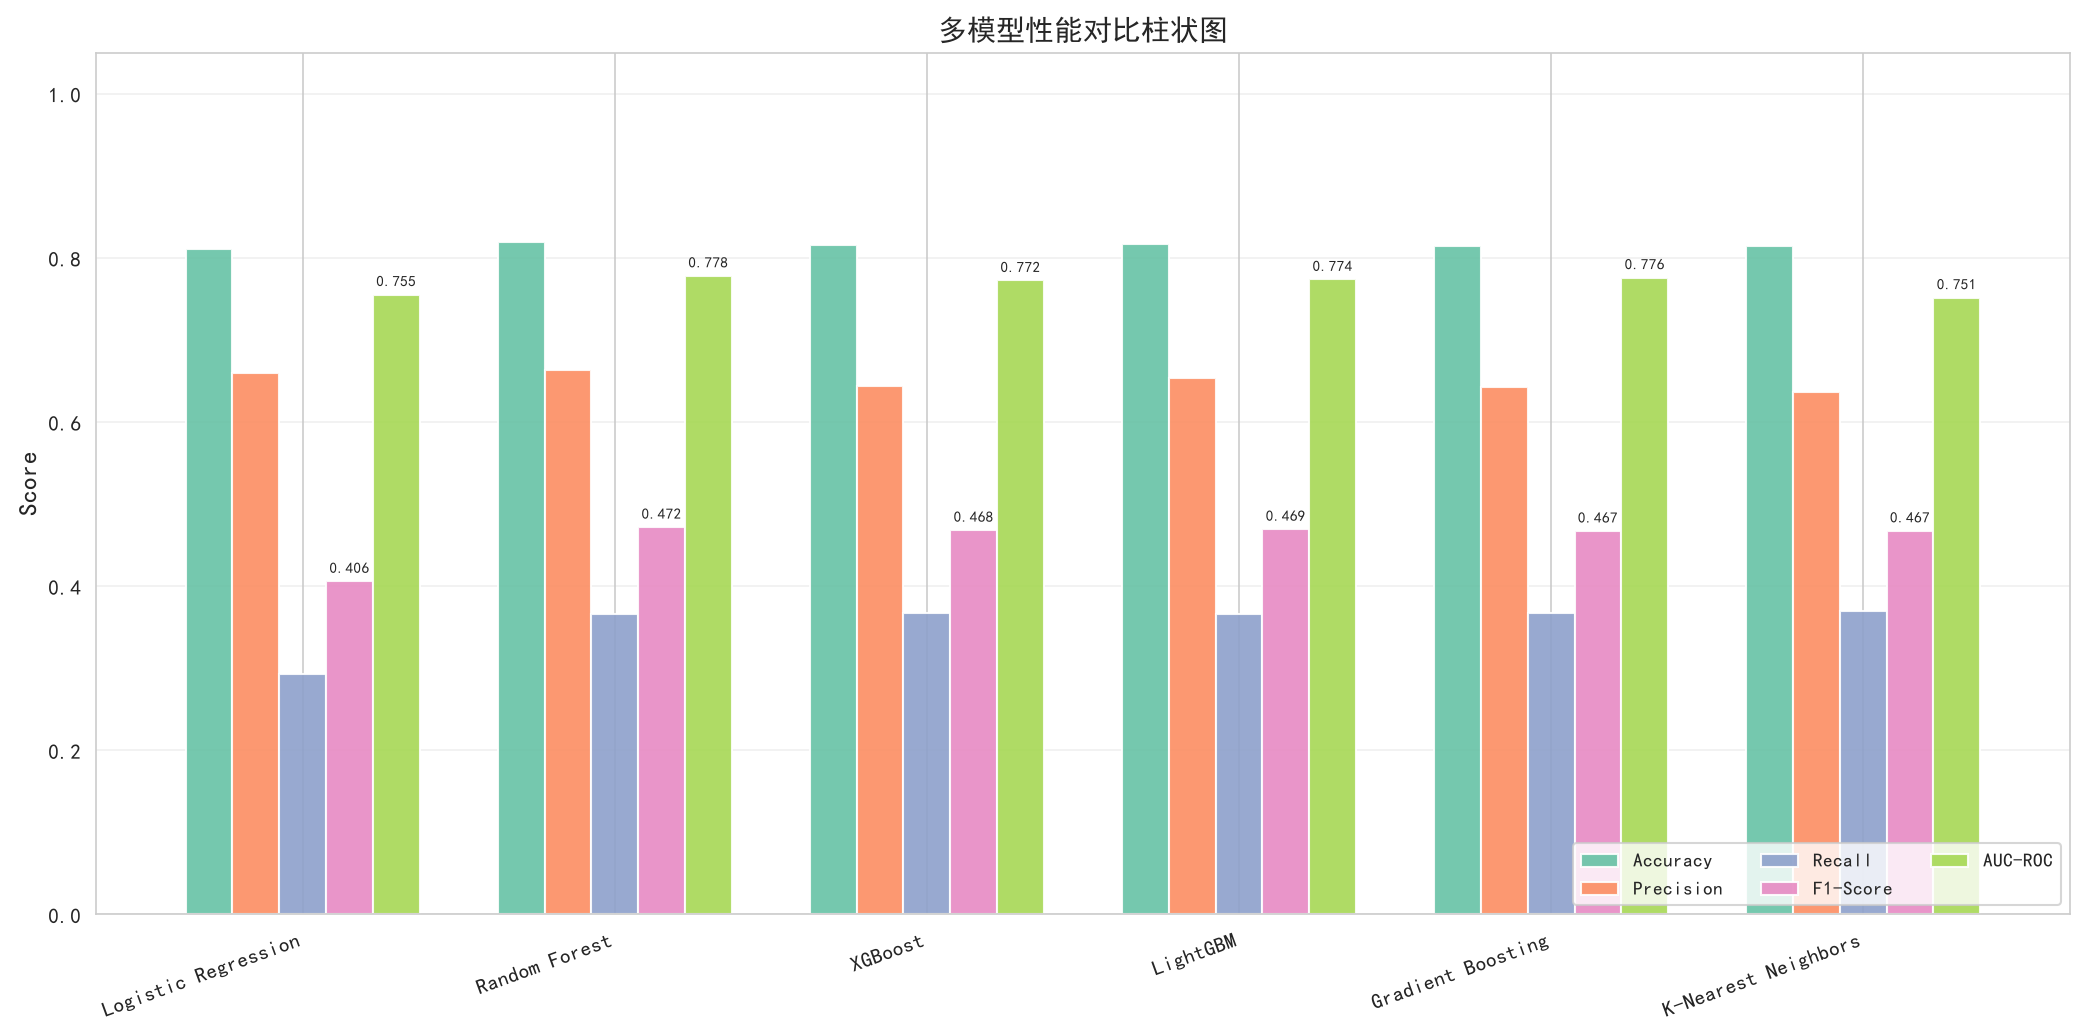 多模型性能对比柱状图
Score
1.0
0.8
0.6
0.4
0.2
0.0
0.755
0.406
0.778
0.472
0.772
0.468
0.774
0.469
0.776
0.467
0.751
0.467
Accuracy
Precision
Recall
F1-Score
AUC-ROC
Logistic Regression
Random Forest
XGBoost
LightGBM
Gradient Boosting
K-Nearest Neighbors